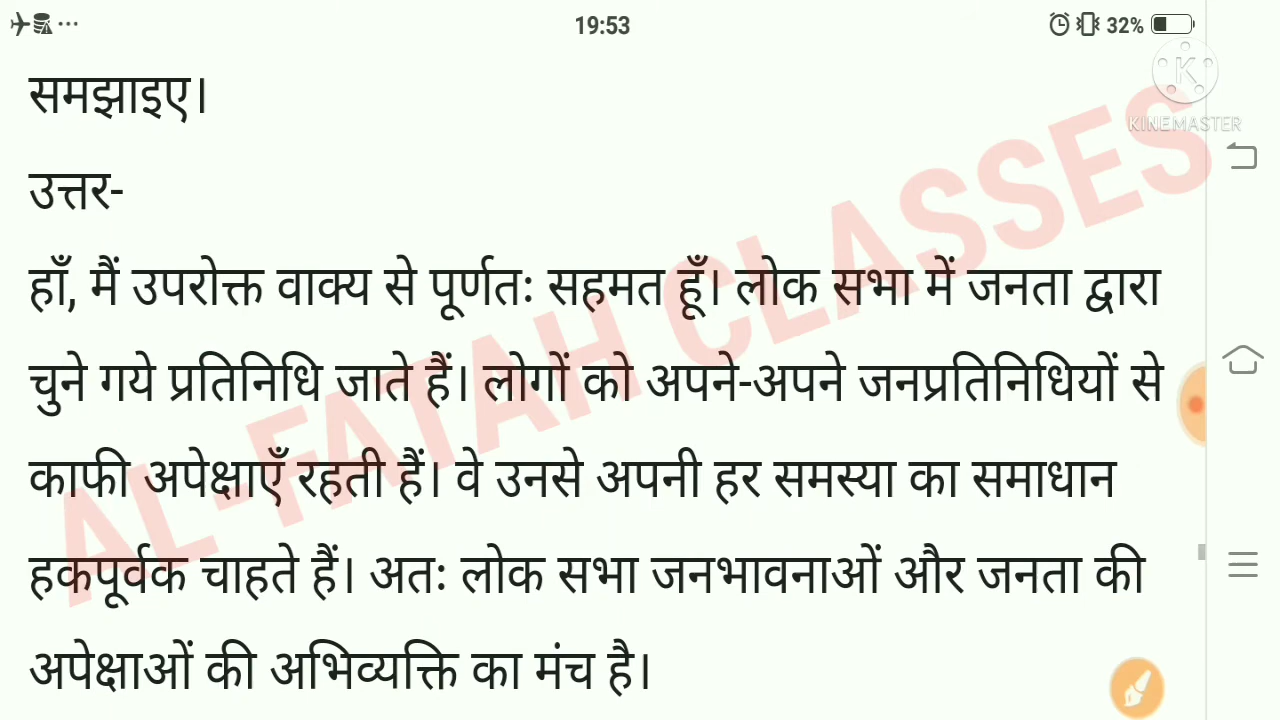 19:53
32%
KINEMASTER
समझाइए।
उत्तर-
हाँ, मैं उपरोक्त वाक्य से पूर्णतः सहमत हूँ। लोक सभा में जनता द्वारा
चुने गये प्रतिनिधि जाते हैं। लोगों को अपने-अपने जनप्रतिनिधियों से
काफी अपेक्षाएँ रहती हैं। वे उनसे अपनी हर समस्या का समाधान
हकपूर्वक चाहते हैं। अतः लोक सभा जनभावनाओं और जनता की
अपेक्षाओं की अभिव्यक्ति का मंच है।
AL-FATAH CLASSES